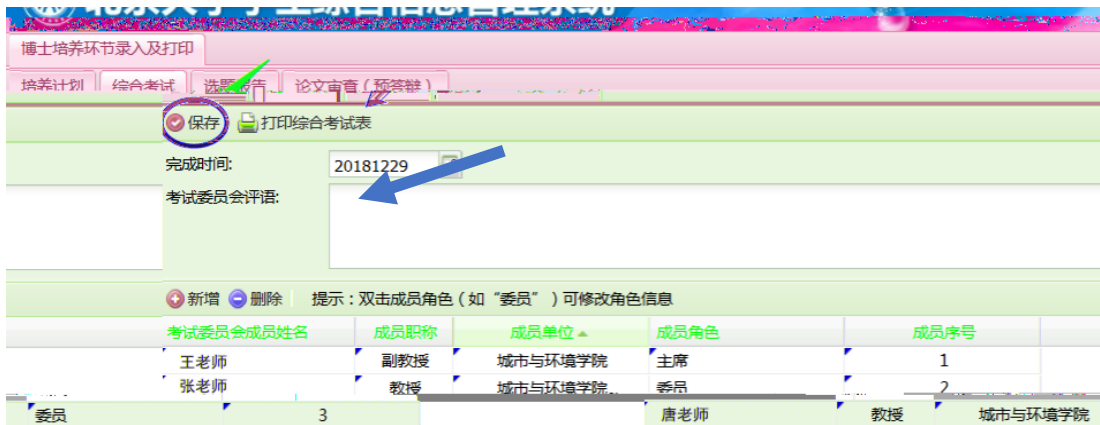 博士培养环节录入及打印
培养计划 综合考试 选题报告 论文审查（预答辩）
保存 打印综合考试表
完成时间: 20181229
考试委员会评语:
新增 删除 提示：双击成员角色（如“委员”）可修改角色信息
考试委员会成员姓名 成员职称 成员单位 成员角色 成员序号
王老师 副教授 城市与环境学院 主席 1
张老师 教授 城市与环境学院 委员 2
委员 3 唐老师 教授 城市与环境学院